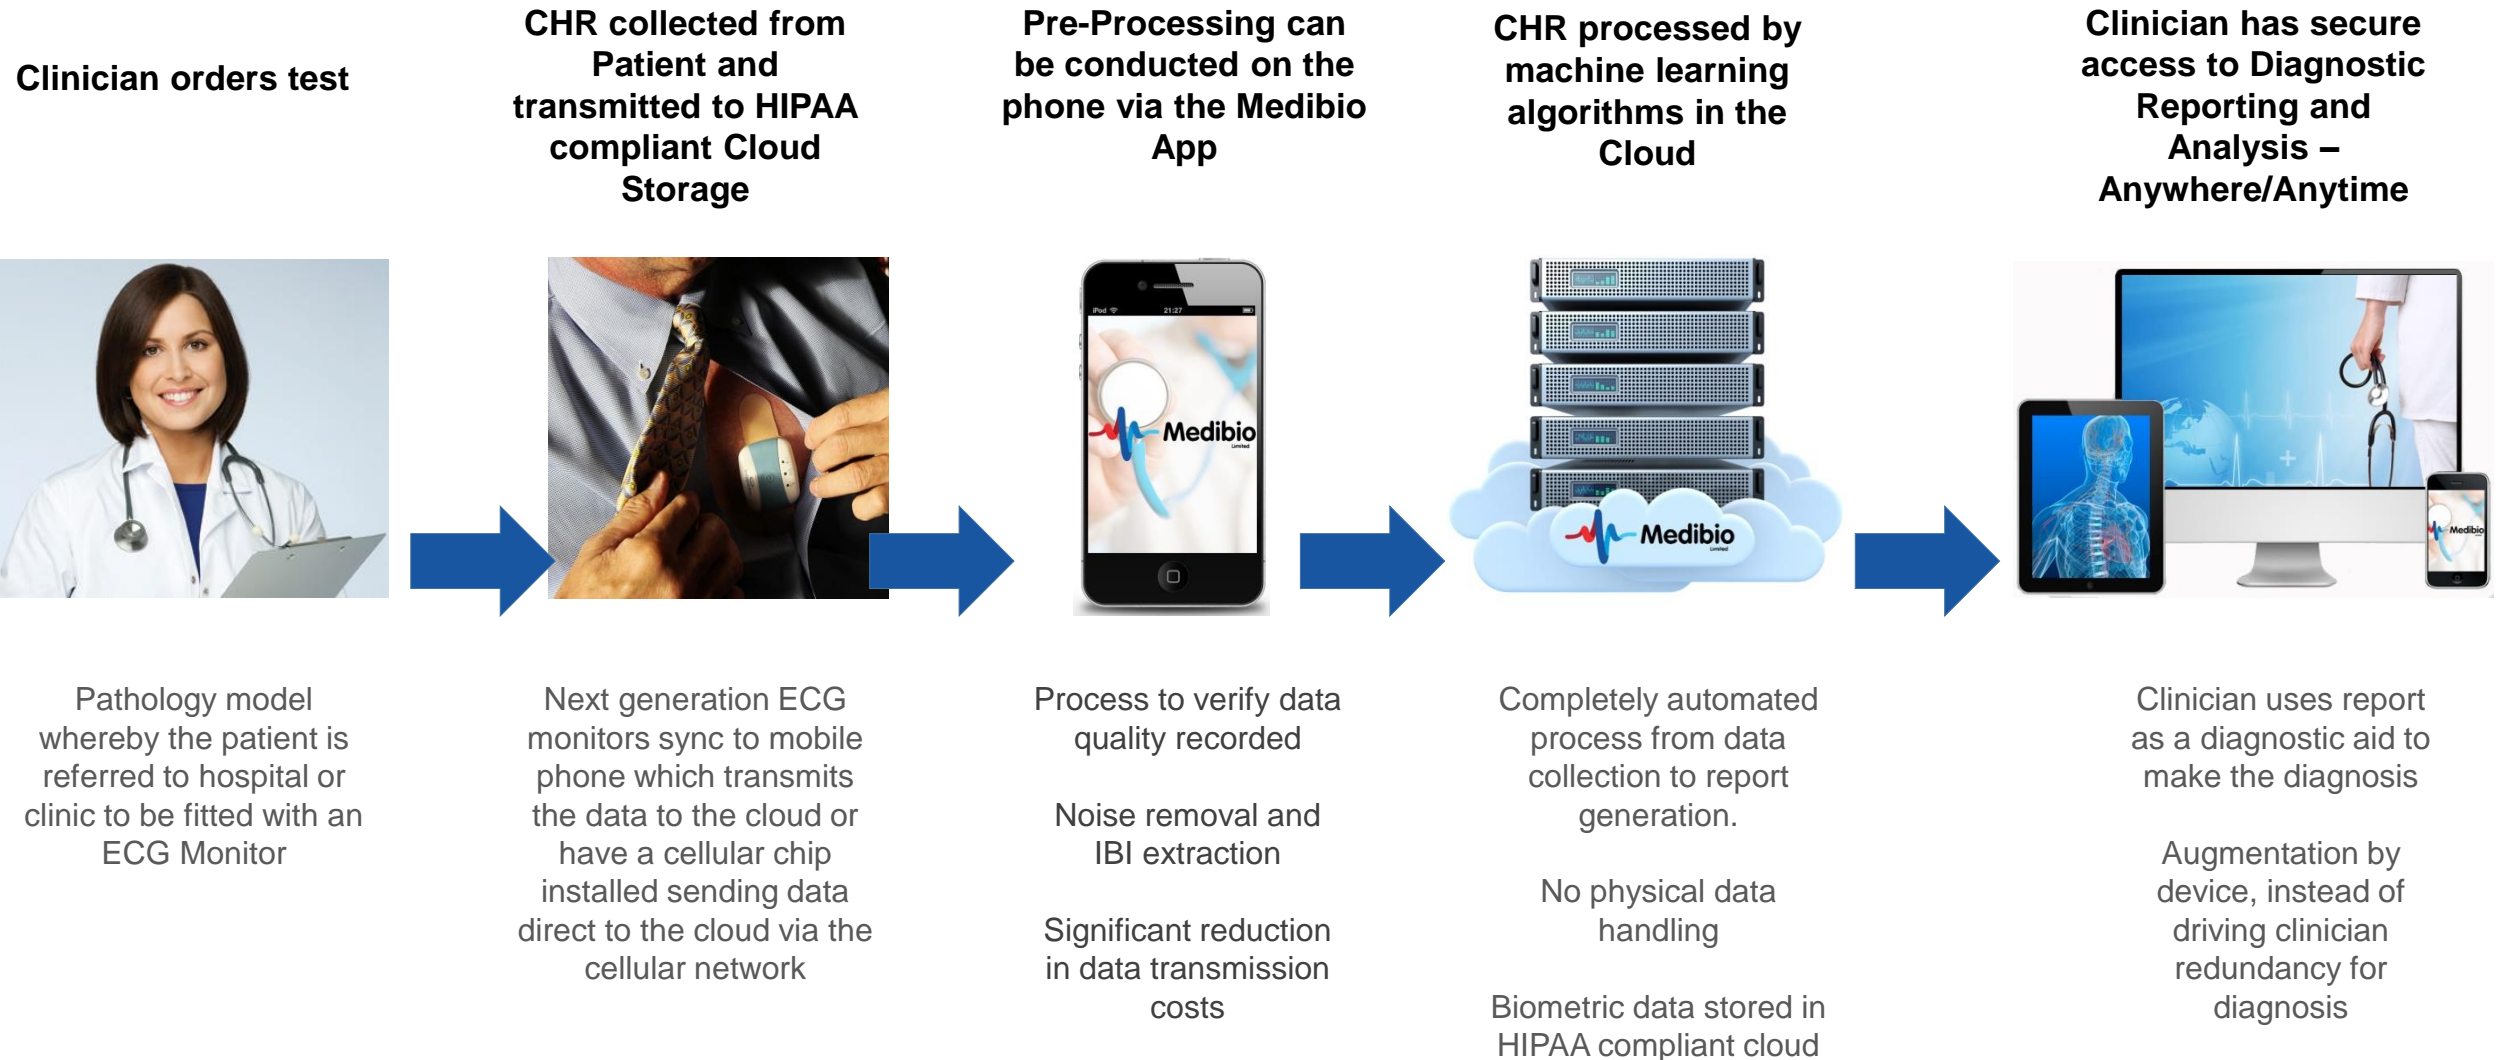 Clinician orders test
CHR collected from
Patient and
transmitted to HIPAA
compliant Cloud
Storage
Pre-Processing can
be conducted on the
phone via the Medibio
App
CHR processed by
machine learning
algorithms in the
Cloud
Clinician has secure
access to Diagnostic
Reporting and
Analysis –
Anywhere/Anytime
iPod 21:27
Medibio
Limited
Medibio
Limited
Medibio
Pathology model
whereby the patient is
referred to hospital or
clinic to be fitted with an
ECG Monitor
Next generation ECG
monitors sync to mobile
phone which transmits
the data to the cloud or
have a cellular chip
installed sending data
direct to the cloud via the
cellular network
Process to verify data
quality recorded
Noise removal and
IBI extraction
Significant reduction
in data transmission
costs
Completely automated
process from data
collection to report
generation.
No physical data
handling
Biometric data stored in
HIPAA compliant cloud
Clinician uses report
as a diagnostic aid to
make the diagnosis
Augmentation by
device, instead of
driving clinician
redundancy for
diagnosis